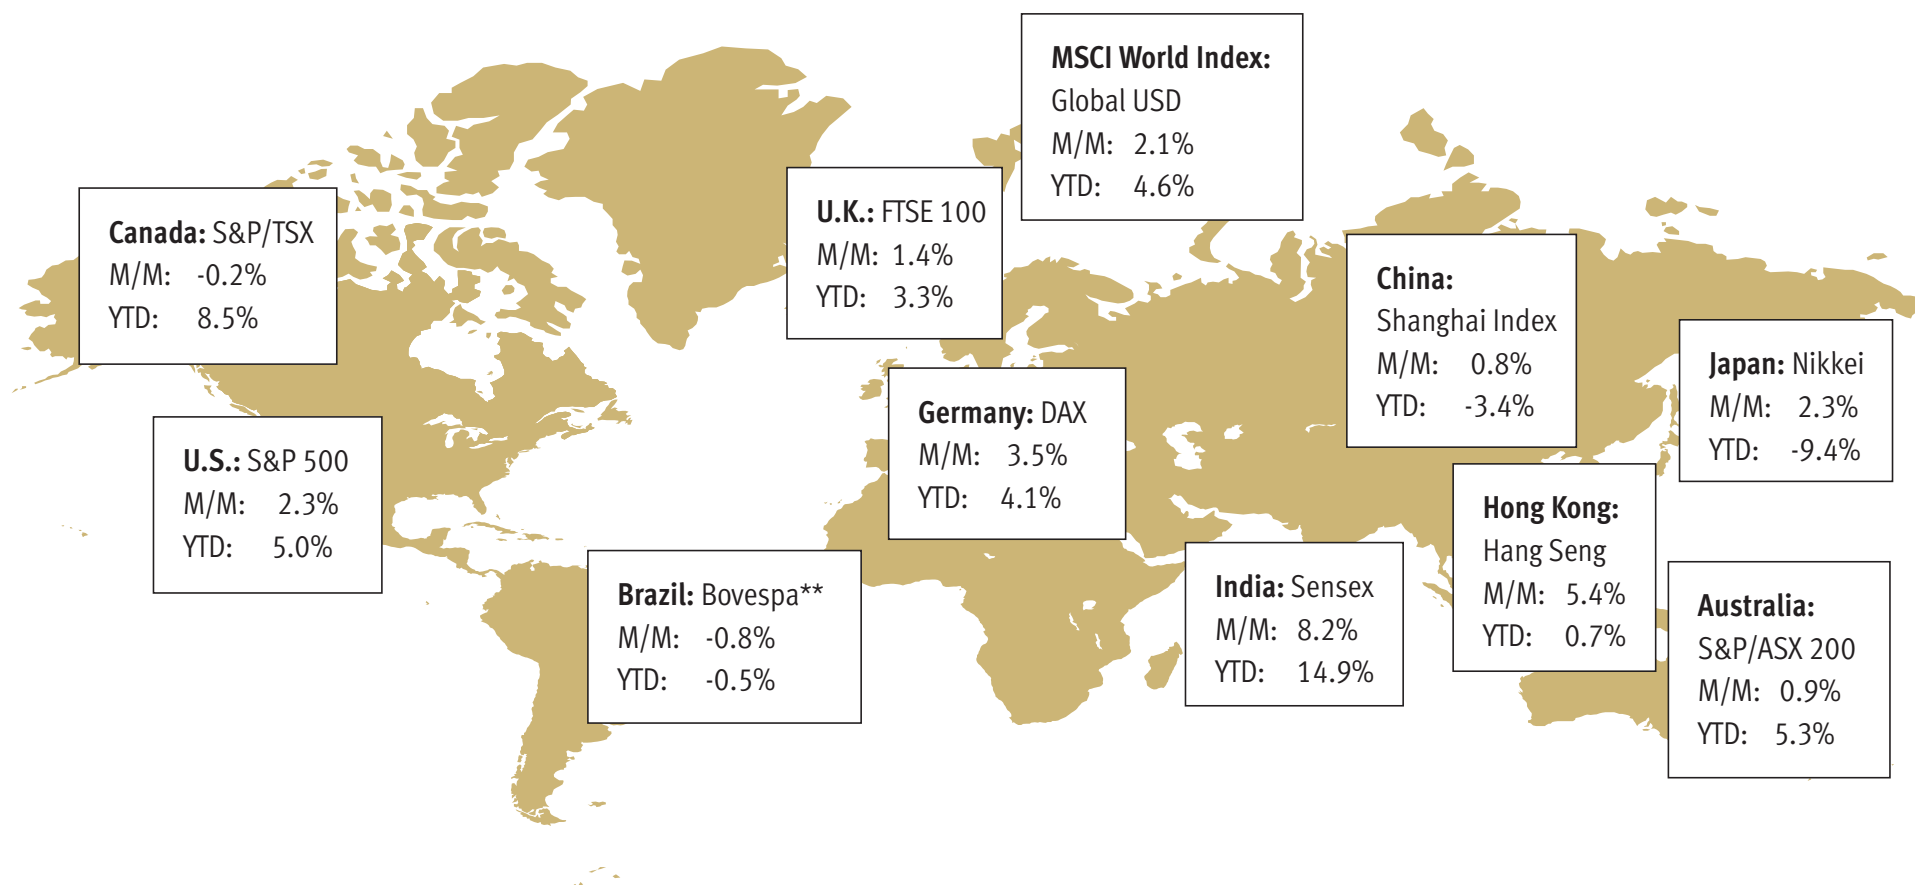 MSCI World Index:
Global USD
M/M: 2.1%
YTD: 4.6%
Canada: S&P/TSX
M/M: -0.2%
YTD: 8.5%
U.K.: FTSE 100
M/M: 1.4%
YTD: 3.3%
China:
Shanghai Index
M/M: 0.8%
YTD: -3.4%
Japan: Nikkei
M/M: 2.3%
YTD: -9.4%
U.S.: S&P 500
M/M: 2.3%
YTD: 5.0%
Germany: DAX
M/M: 3.5%
YTD: 4.1%
Hong Kong:
Hang Seng
M/M: 5.4%
YTD: 0.7%
Brazil: Bovespa**
M/M: -0.8%
YTD: -0.5%
India: Sensex
M/M: 8.2%
YTD: 14.9%
Australia:
S&P/ASX 200
M/M: 0.9%
YTD: 5.3%